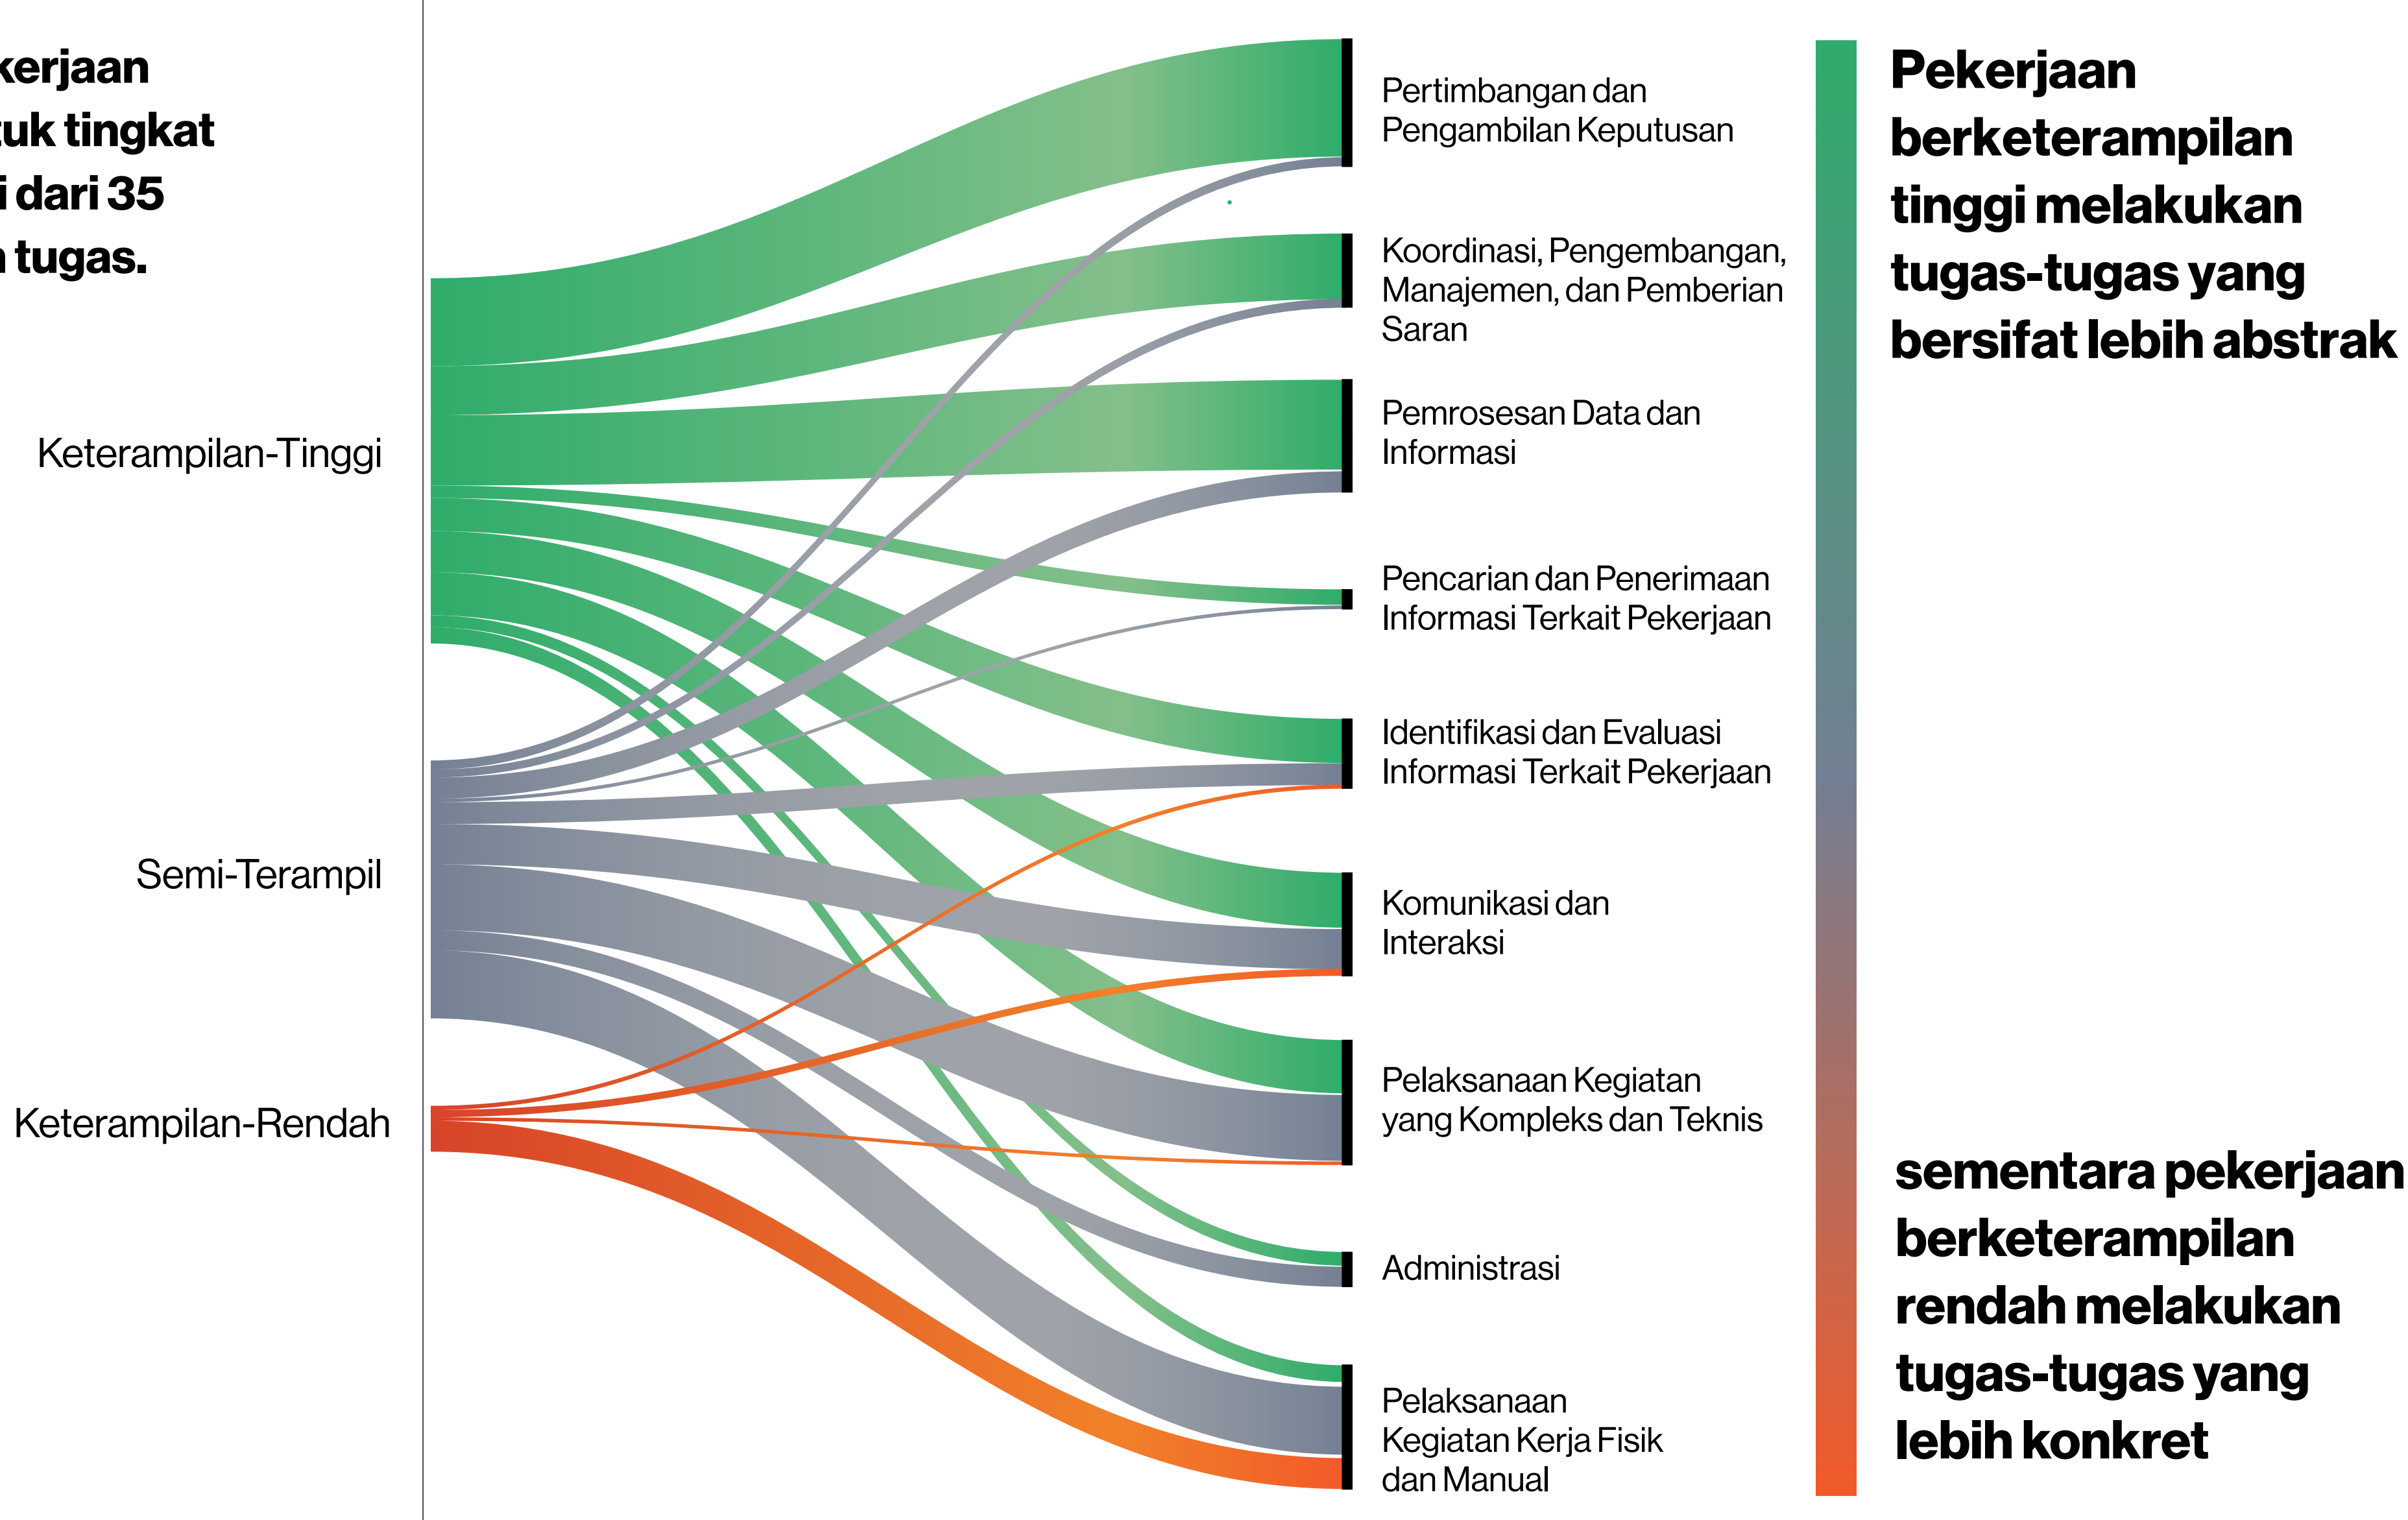 kerjaan
tuk tingkat
i dari 35
n tugas.
Keterampilan-Tinggi
Semi-Terampil
Keterampilan-Rendah
Pertimbangan dan
Pengambilan Keputusan
Koordinasi, Pengembangan,
Manajemen, dan Pemberian
Saran
Pemrosesan Data dan
Informasi
Pencarian dan Penerimaan
Informasi Terkait Pekerjaan
Identifikasi dan Evaluasi
Informasi Terkait Pekerjaan
Komunikasi dan
Interaksi
Pelaksanaan Kegiatan
yang Kompleks dan Teknis
Administrasi
Pelaksanaan
Kegiatan Kerja Fisik
dan Manual
Pekerjaan
berketerampilan
tinggi melakukan
tugas-tugas yang
bersifat lebih abstrak
sementara pekerjaan
berketerampilan
rendah melakukan
tugas-tugas yang
lebih konkret